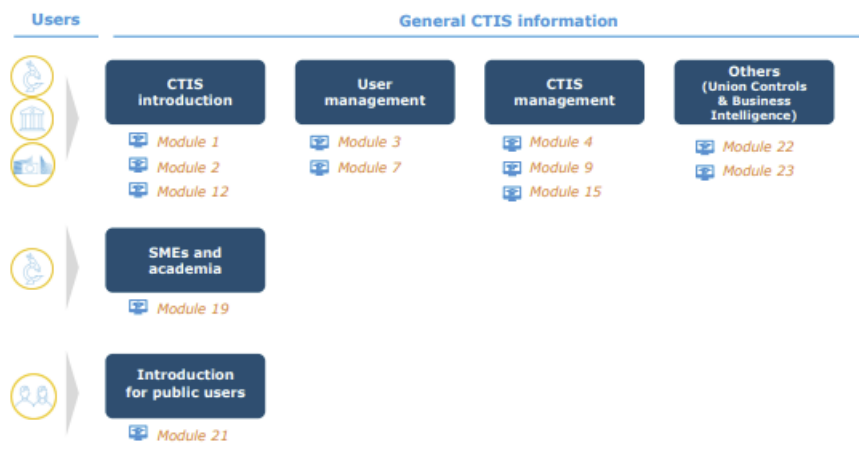 Users
General CTIS information
CTIS
introduction
Module 1
Module 2
Module 12
User
management
Module 3
Module 7
CTIS
management
Module 4
Module 9
Module 15
Others
(Union Controls
& Business
Intelligence)
Module 22
Module 23
SMEs and
academia
Module 19
Introduction
for public users
Module 21